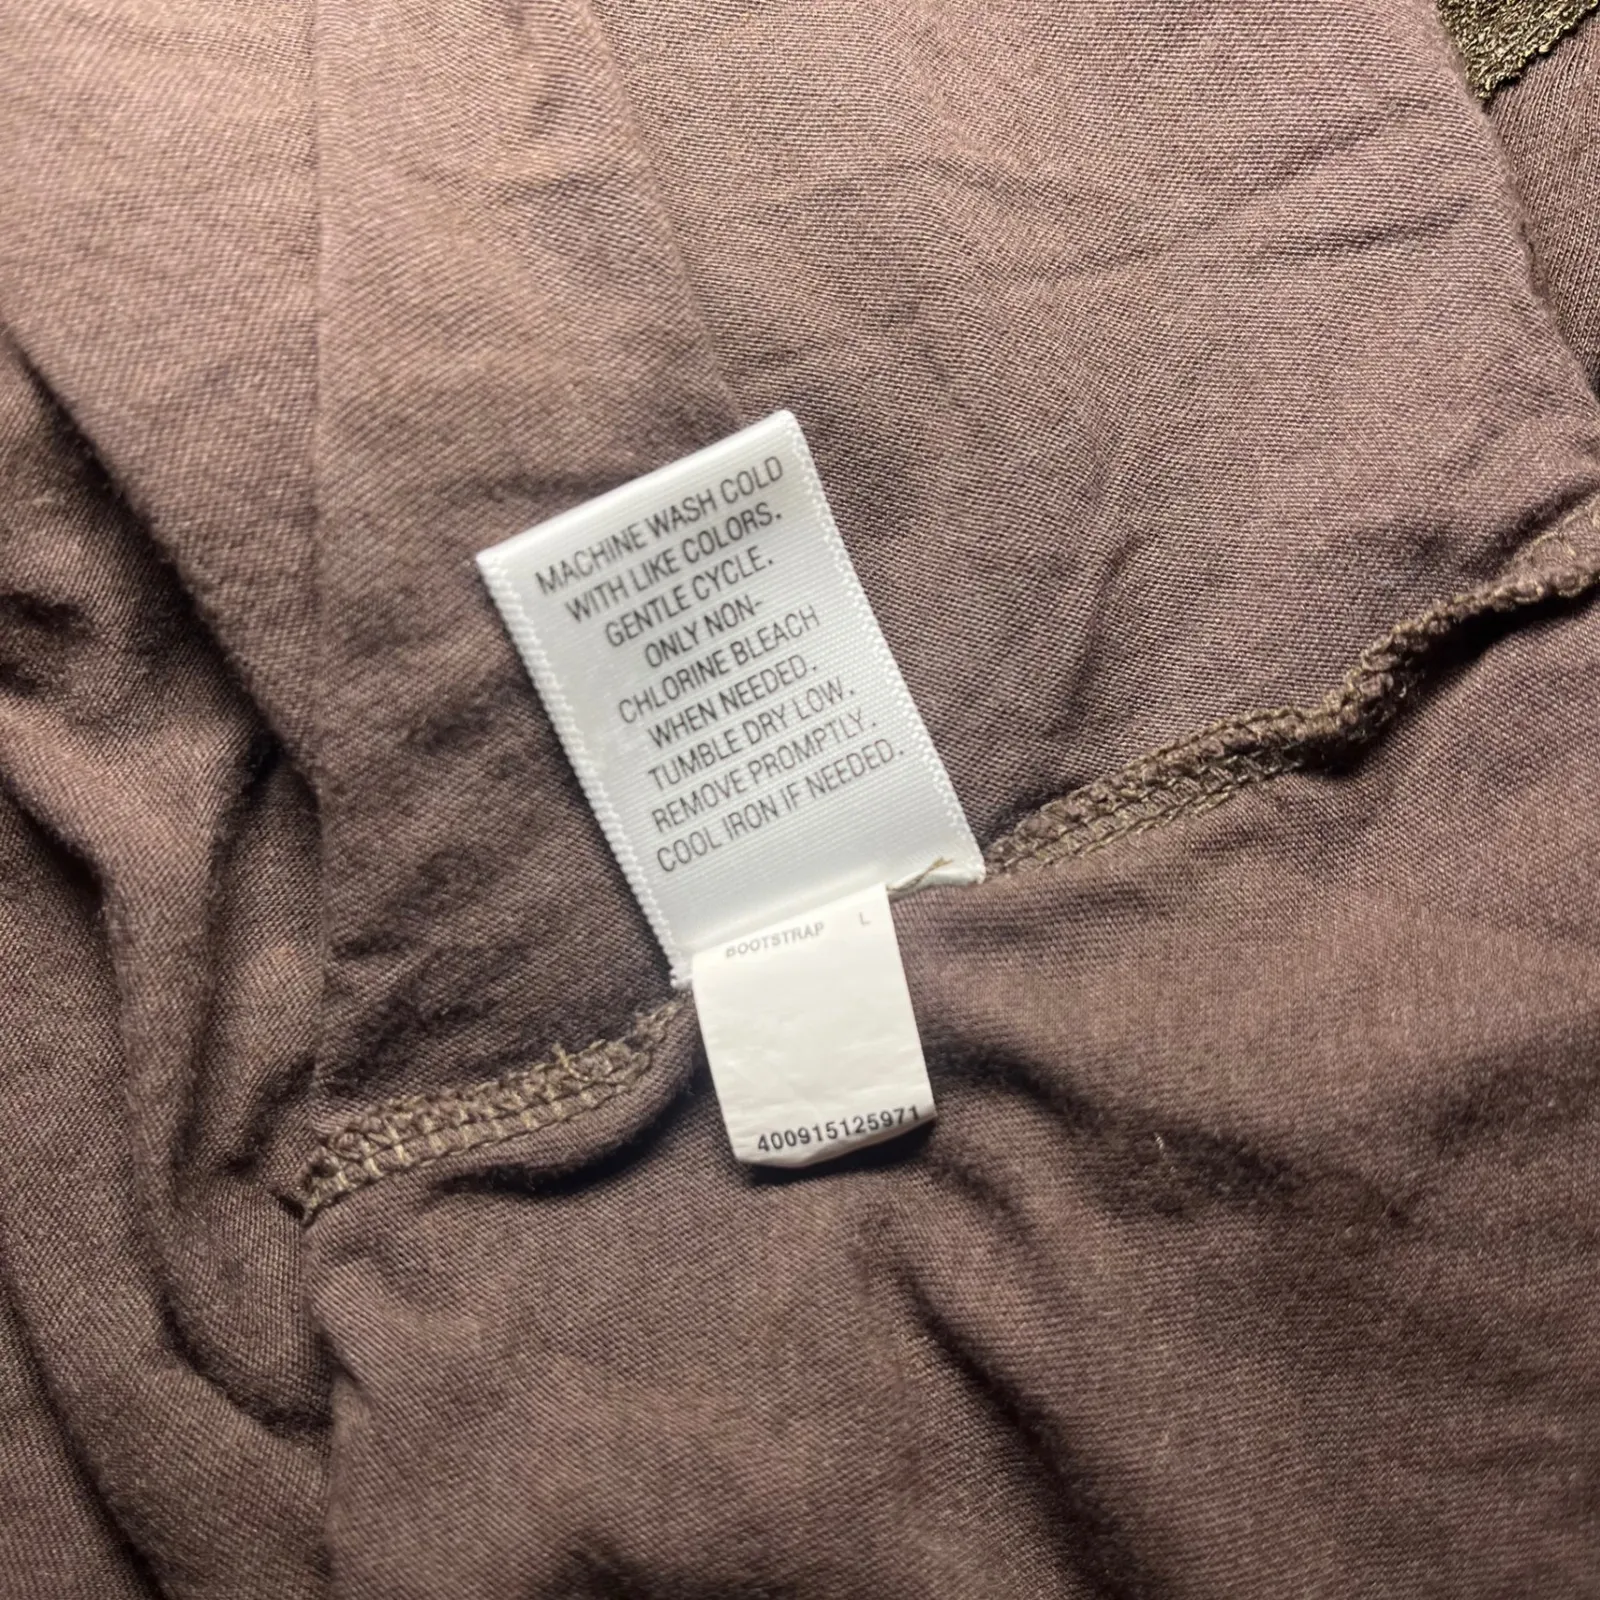 MACHINE WASH COLD
WITH LIKE COLORS.
GENTLE CYCLE.
ONLY NON-
CHLORINE BLEACH
WHEN NEEDED.
TUMBLE DRY LOW.
REMOVE PROMPTLY.
COOL IRON IF NEEDED.
BOOTSTRAP L
400915125971